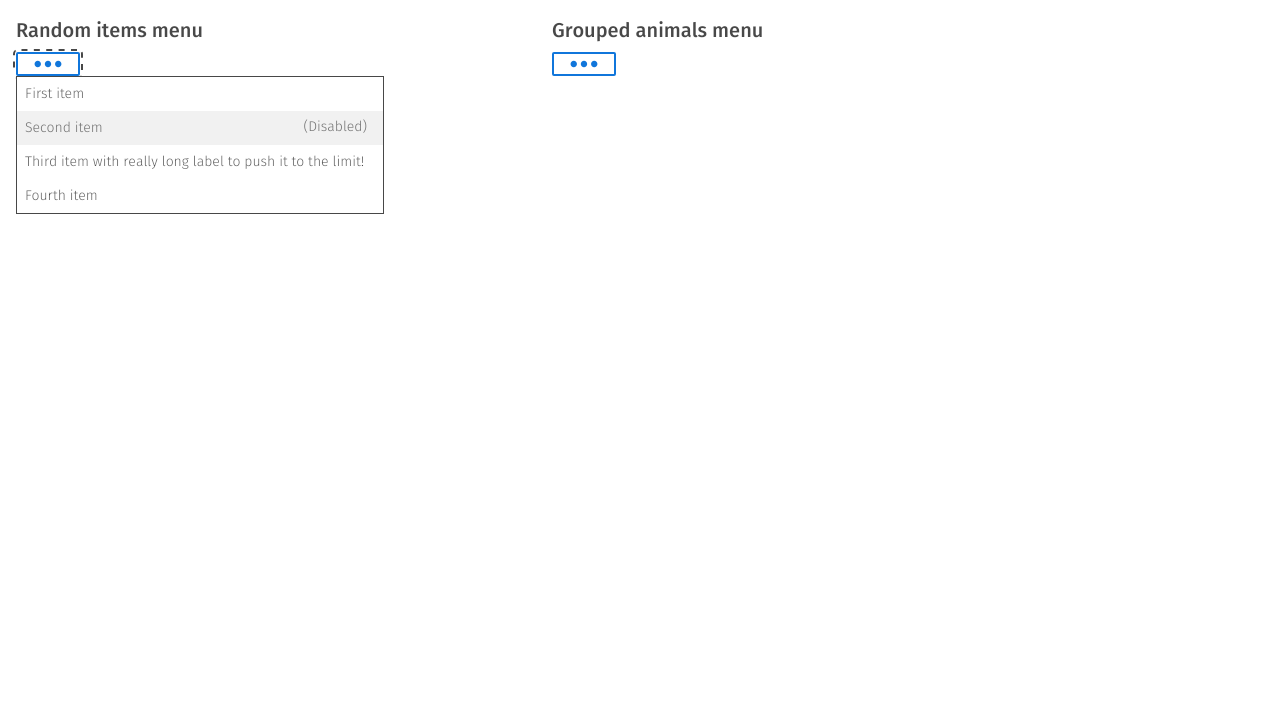 Random items menu
Grouped animals menu
First item
Second item (Disabled)
Third item with really long label to push it to the limit!
Fourth item